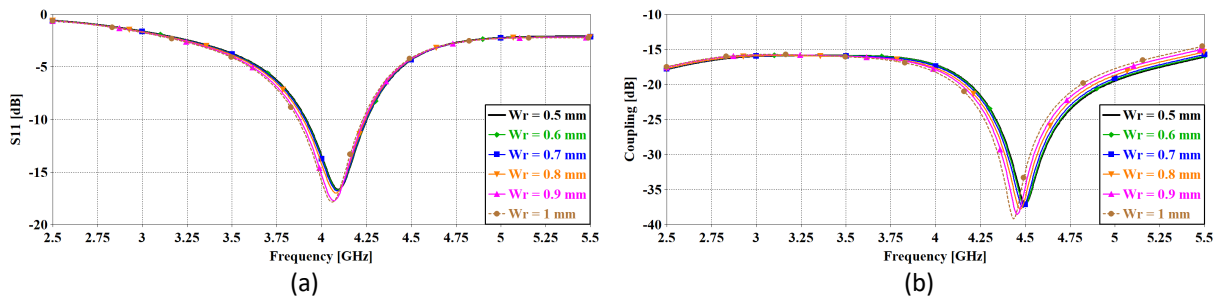 S11 [dB]
0
-5
-10
-15
-20
2.5 2.75 3 3.25 3.5 3.75 4 4.25 4.5 4.75 5 5.25 5.5
Frequency [GHz]
Wr = 0.5 mm
Wr = 0.6 mm
Wr = 0.7 mm
Wr = 0.8 mm
Wr = 0.9 mm
Wr = 1 mm
(a)
Coupling [dB]
-10
-15
-20
-25
-30
-35
-40
2.5 2.75 3 3.25 3.5 3.75 4 4.25 4.5 4.75 5 5.25 5.5
Frequency [GHz]
Wr = 0.5 mm
Wr = 0.6 mm
Wr = 0.7 mm
Wr = 0.8 mm
Wr = 0.9 mm
Wr = 1 mm
(b)